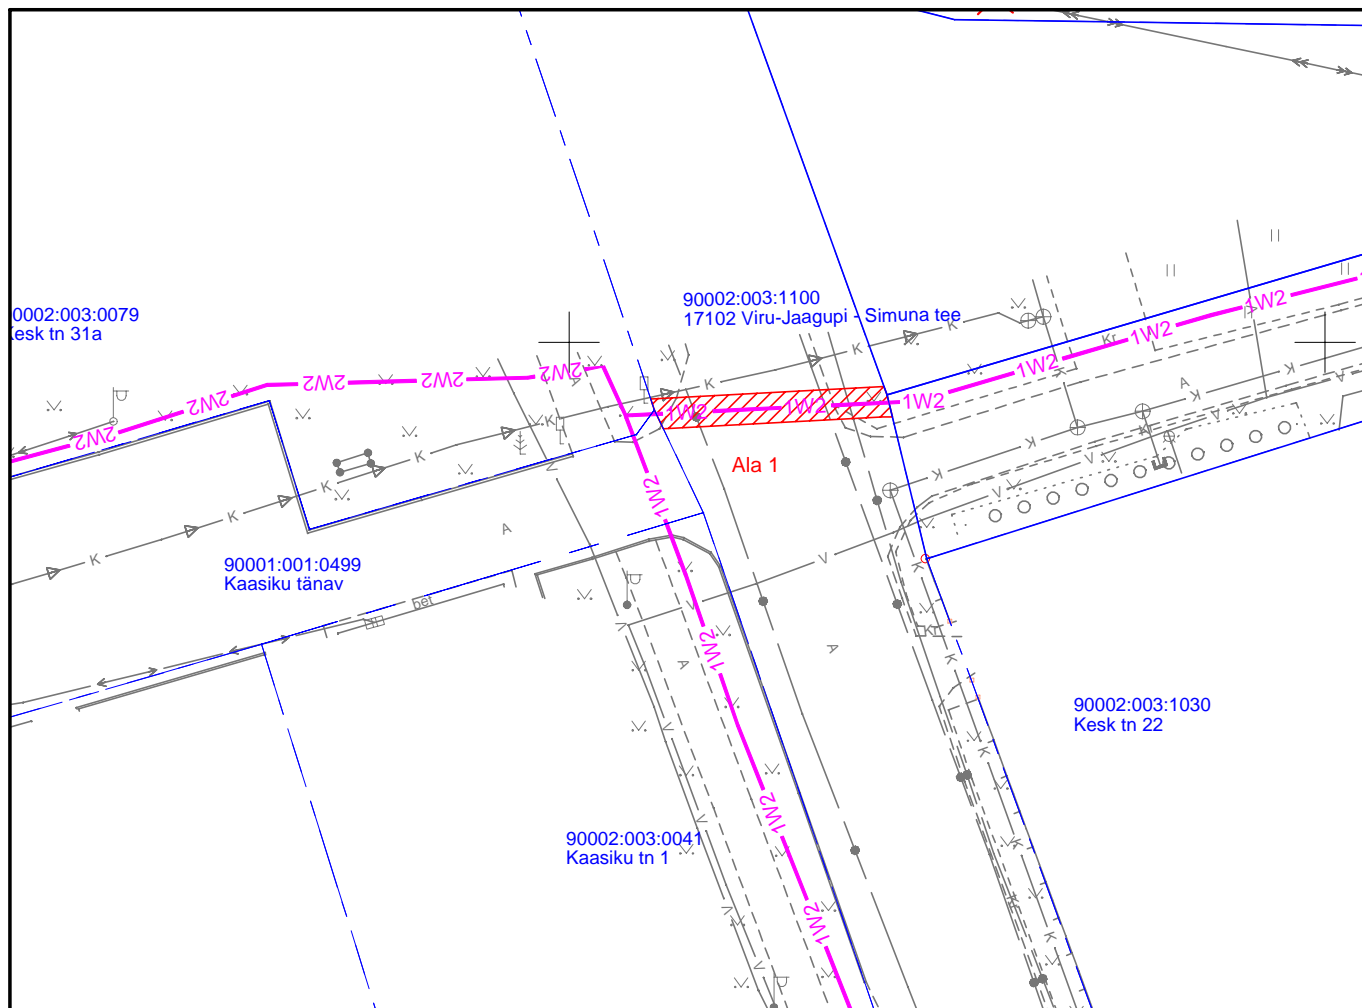 90002:003:1100
17102 Viru-Jaagupi - Simuna tee
0002:003:0079
Kesk tn 31a
1W2
1W2
1W2
1W2
2W2
2W2
2W2
2W2
2W2
1W2
1W2
1W2
Kr
Ala 1
1W2
90001:001:0499
Kaasiku tänav
bet
1W2
90002:003:1030
Kesk tn 22
1W2
90002:003:0041
Kaasiku tn 1
1W2
K
K
K
K
K
K
K
K
K
K
A
A
A
A
V
V
V
V